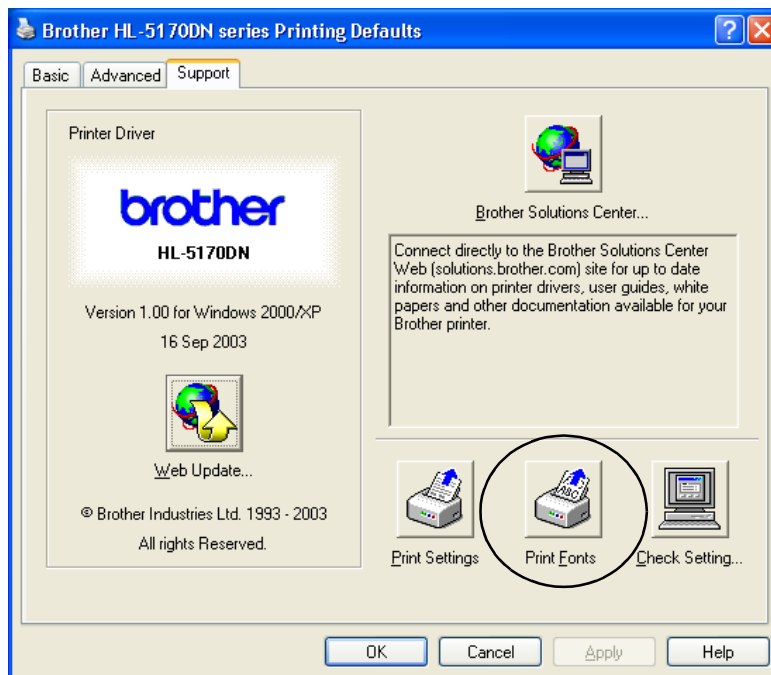 Brother HL-5170DN series Printing Defaults
Basic Advanced Support
Printer Driver
brother
HL-5170DN
Version 1.00 for Windows 2000/XP
16 Sep 2003
Web Update...
© Brother Industries Ltd. 1993 - 2003
All rights Reserved.
Brother Solutions Center...
Connect directly to the Brother Solutions Center
Web (solutions.brother.com) site for up to date
information on printer drivers, user guides, white
papers and other documentation available for your
Brother printer.
ABC
Print Settings Print Fonts Check Setting...
OK Cancel Apply Help